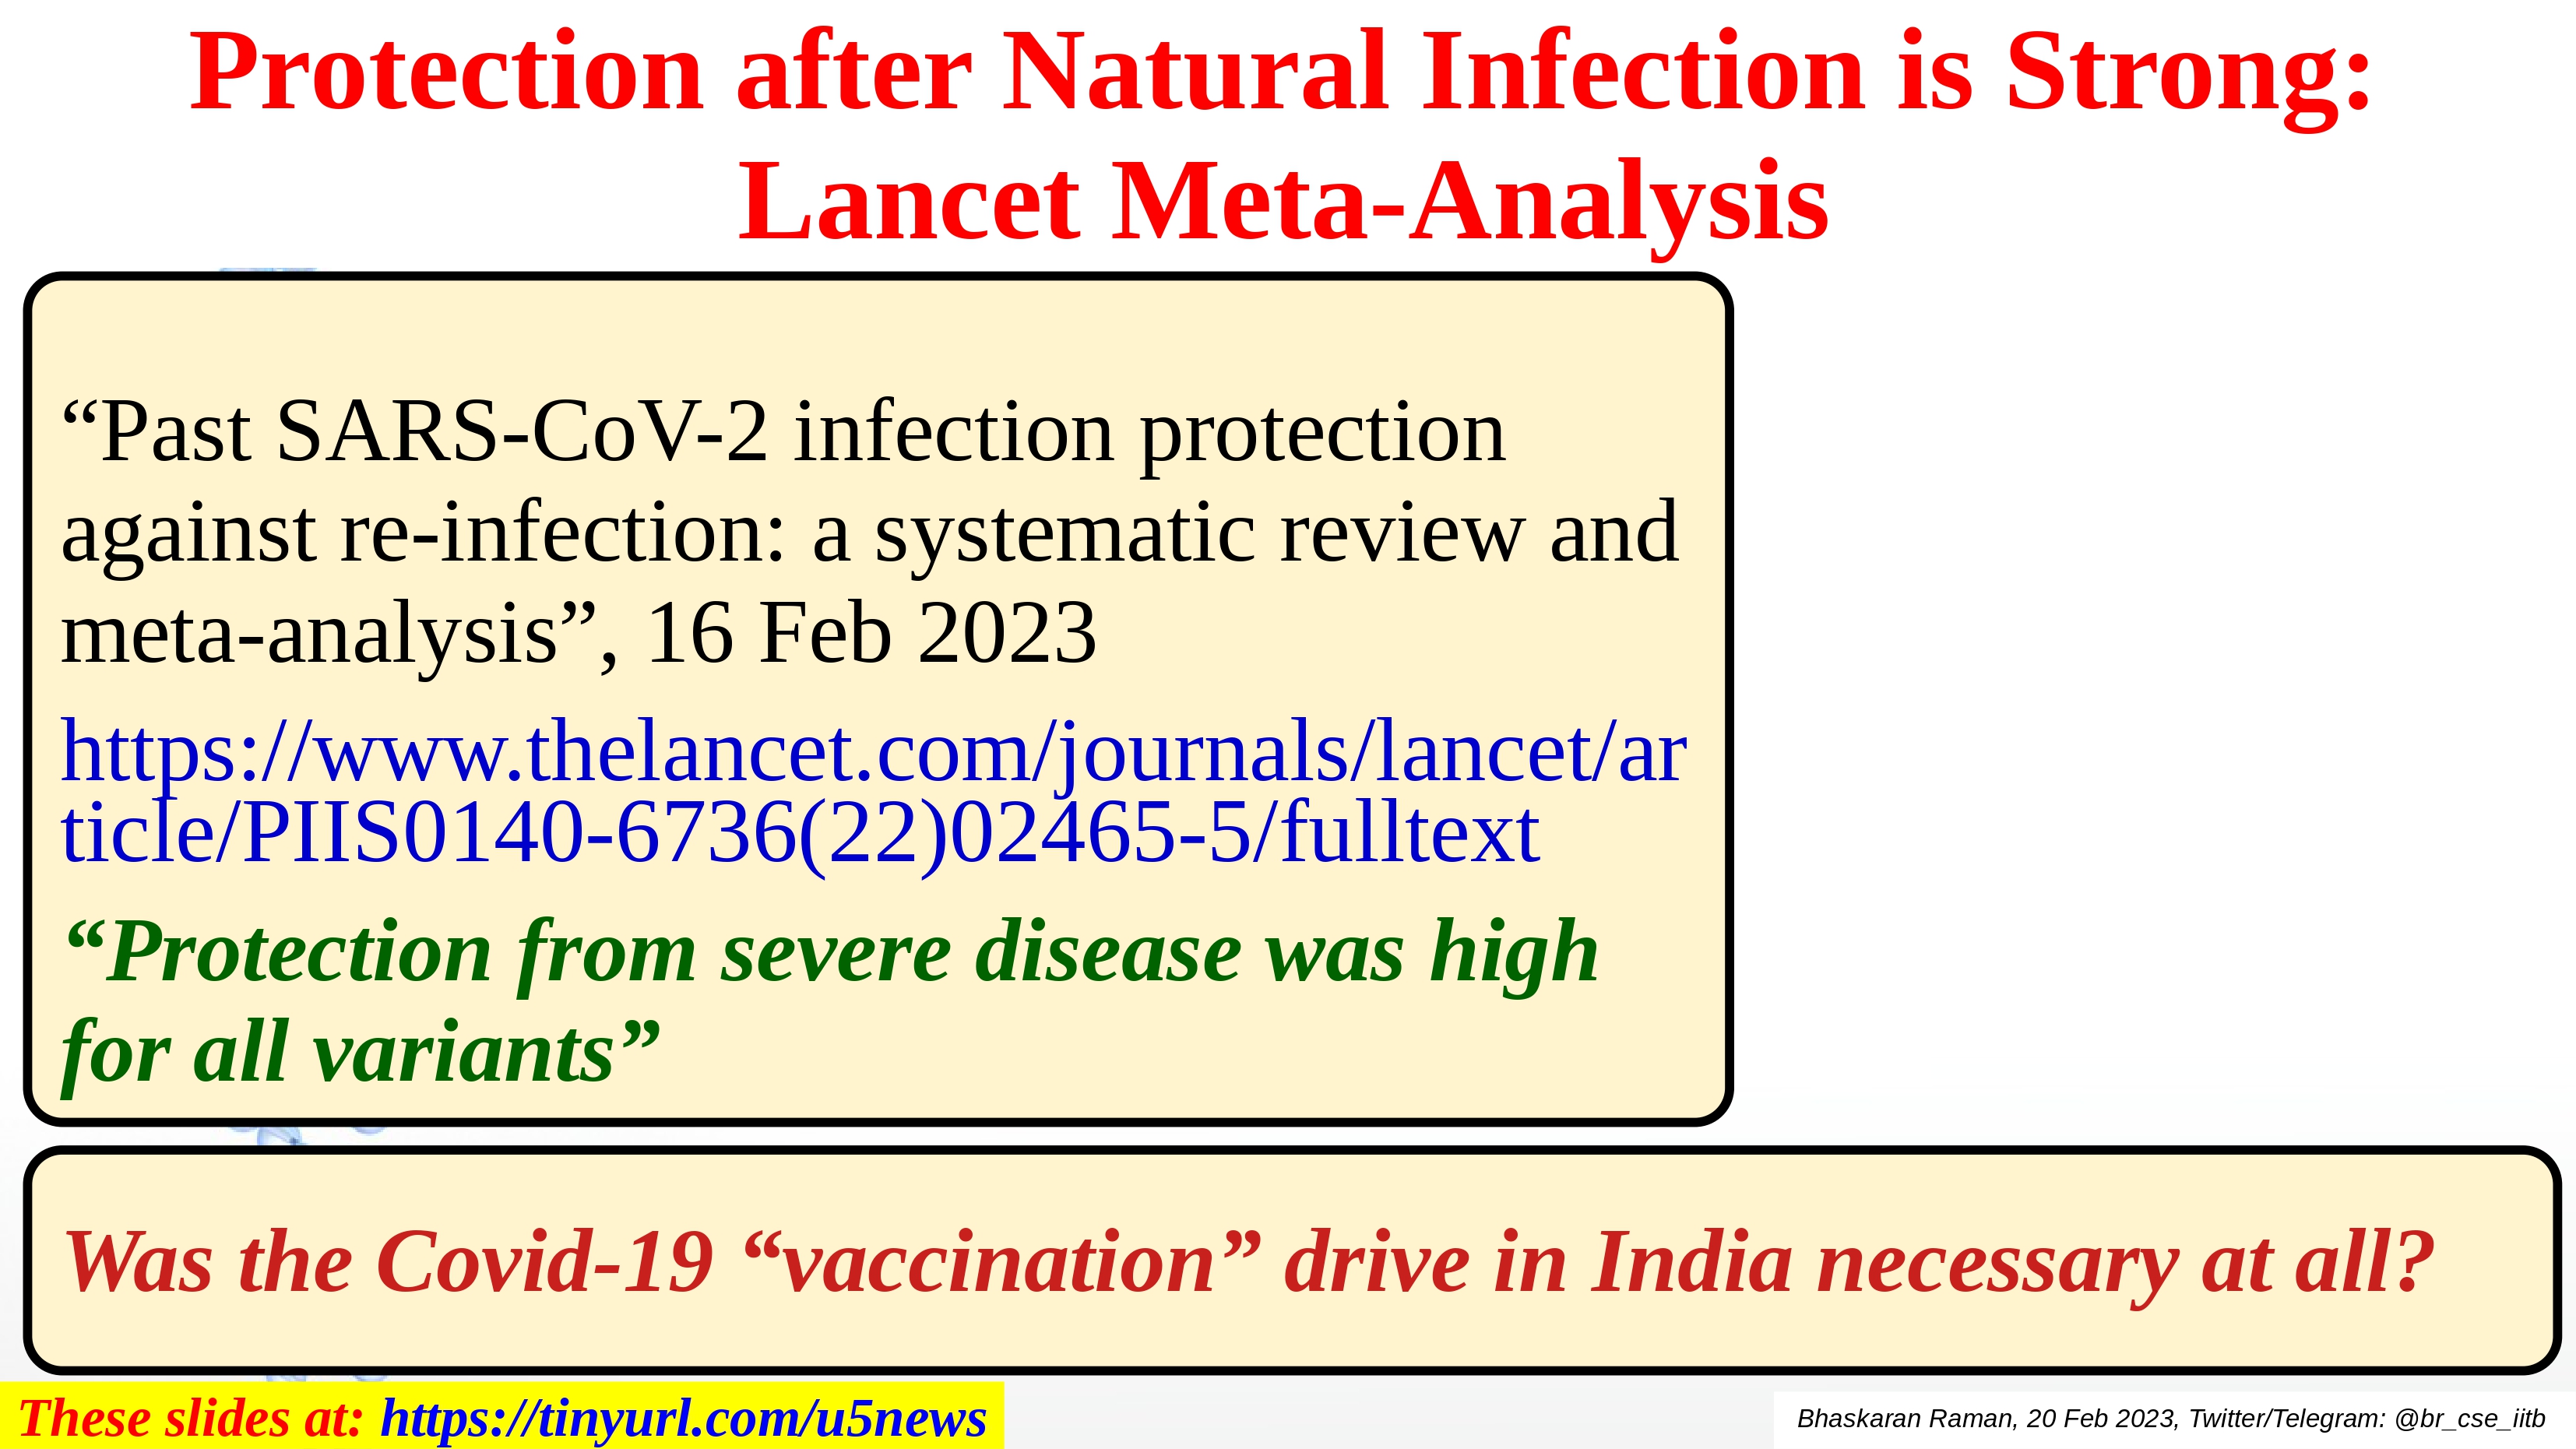 Protection after Natural Infection is Strong:
Lancet Meta-Analysis
“Past SARS-CoV-2 infection protection
against re-infection: a systematic review and
meta-analysis”, 16 Feb 2023
https://www.thelancet.com/journals/lancet/ar
ticle/PIIS0140-6736(22)02465-5/fulltext
“Protection from severe disease was high
for all variants”
Was the Covid-19 “vaccination” drive in India necessary at all?
These slides at: https://tinyurl.com/u5news
Bhaskaran Raman, 20 Feb 2023, Twitter/Telegram: @br_cse_iitb